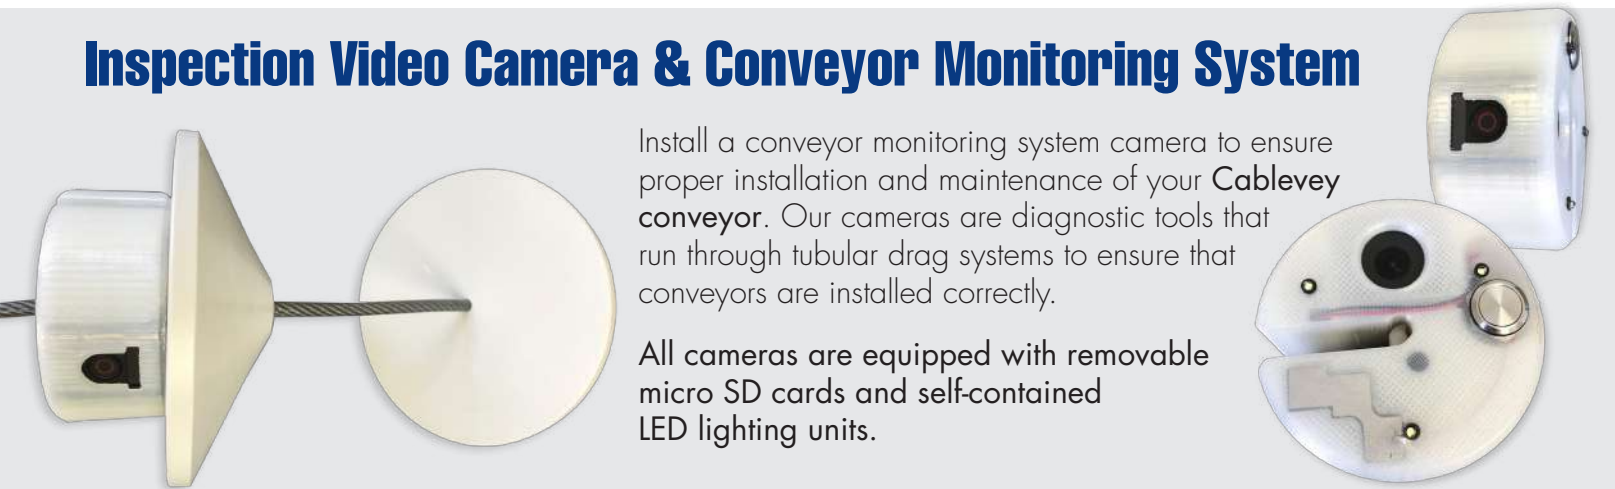 Inspection Video Camera & Conveyor Monitoring System
Install a conveyor monitoring system camera to ensure
proper installation and maintenance of your Cablevey
conveyor. Our cameras are diagnostic tools that
run through tubular drag systems to ensure that
conveyors are installed correctly.
All cameras are equipped with removable
micro SD cards and self-contained
LED lighting units.